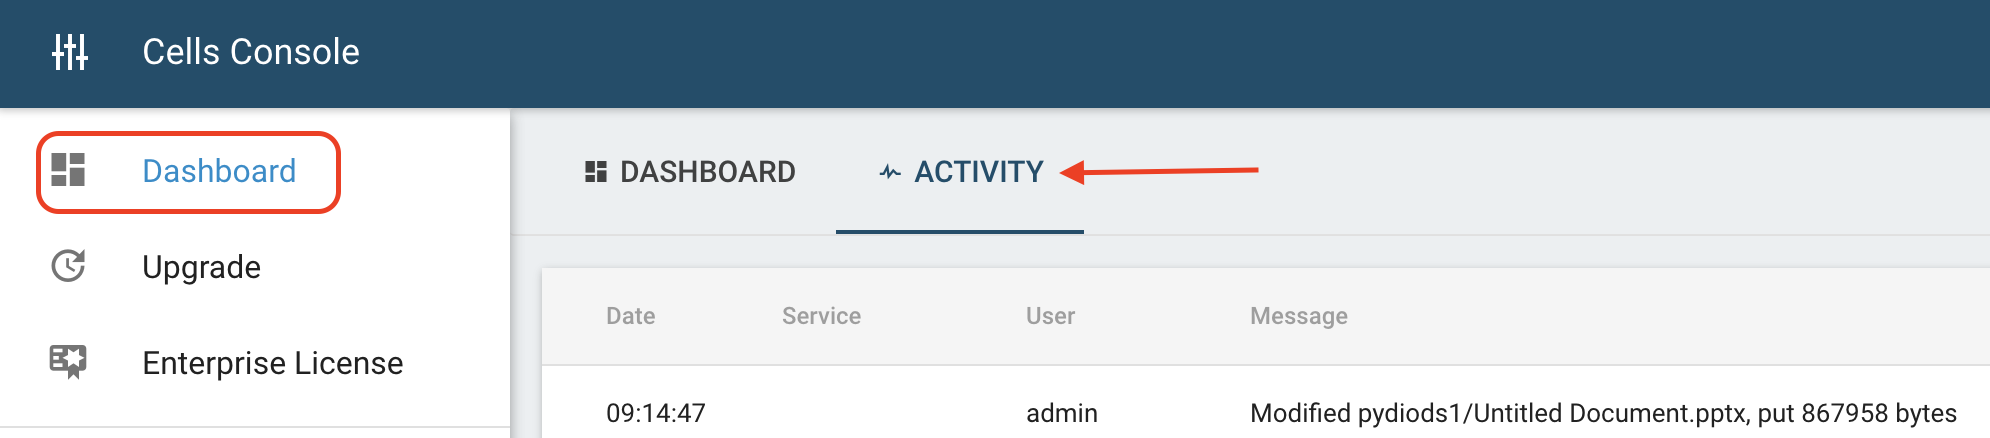 Cells Console
Dashboard
Upgrade
Enterprise License
DASHBOARD ACTIVITY
Date Service User Message
09:14:47 admin Modified pydiods1/Untitled Document.pptx, put 867958 bytes